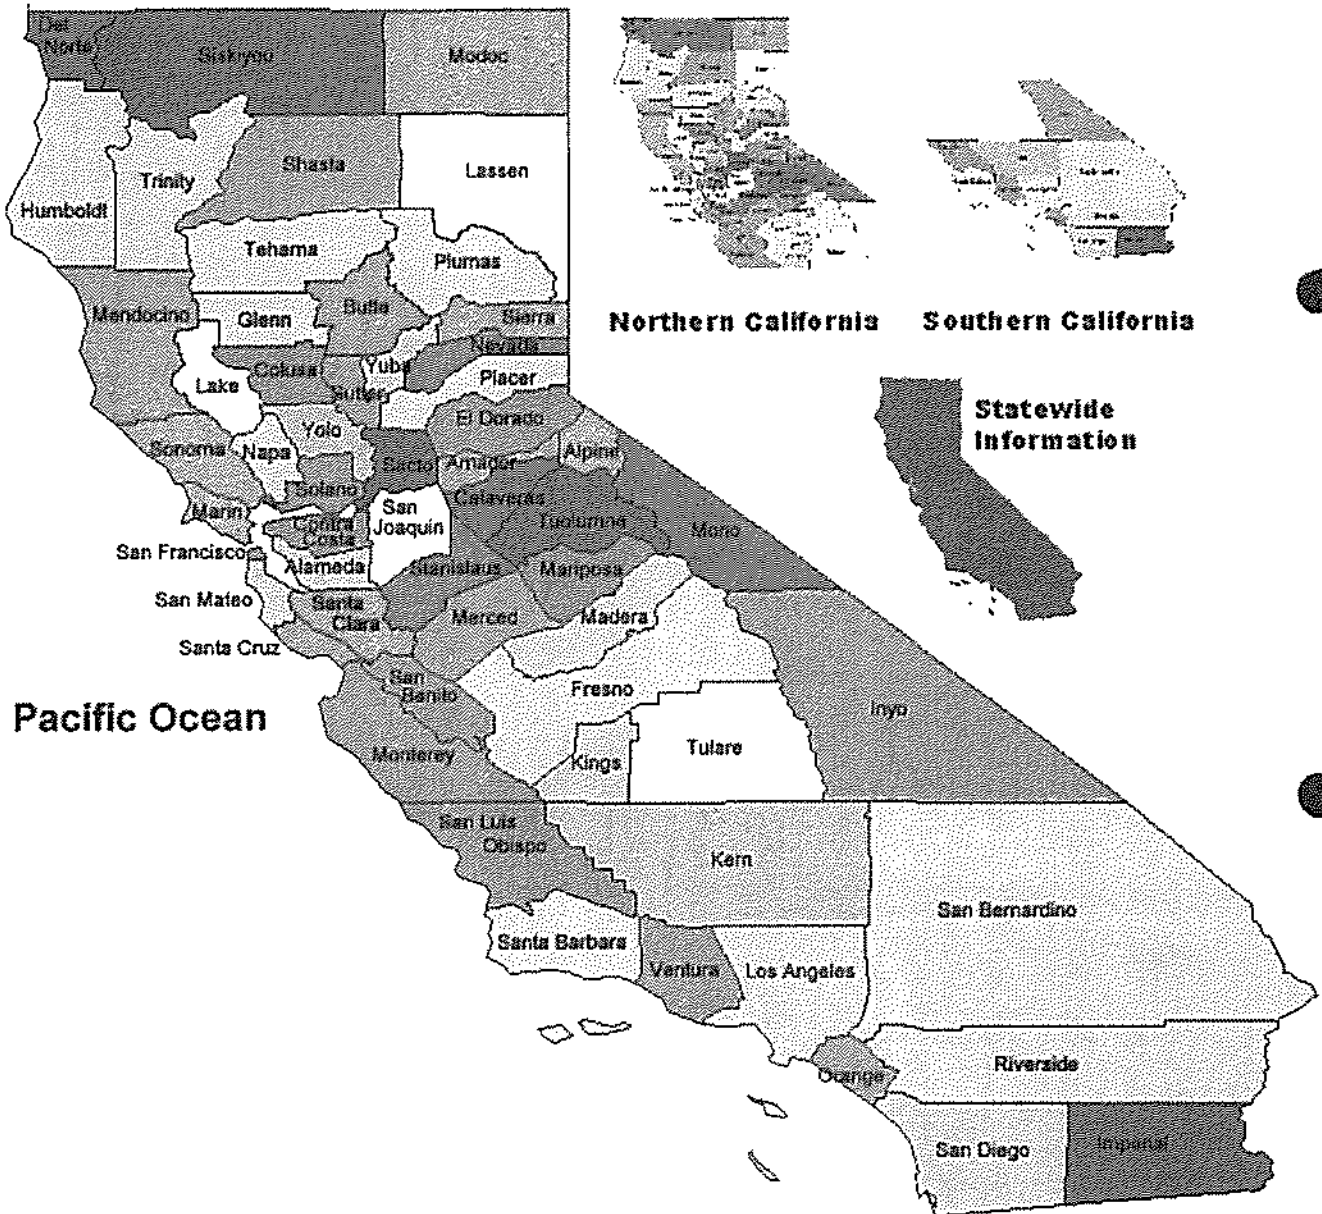 Del
Norte
Siskiyou
Modoc
Humboldt
Trinity
Shasta
Lassen
Tehama
Plumas
Mendocino
Glenn
Butte
Sierra
Nevada
Lake
Colusa
Sutter
Yuba
Placer
El Dorado
Sonoma
Napa
Yolo
Sacto
Amador
Alpine
Solano
Calaveras
Marin
Contra
Costa
San
Joaquin
Tuolumne
Mono
San Francisco
Alameda
Stanislaus
Mariposa
San Mateo
Santa
Clara
Merced
Madera
Santa Cruz
San
Benito
Fresno
Inyo
Monterey
Kings
Tulare
San Luis
Obispo
Kern
San Bernardino
Santa Barbara
Ventura
Los Angeles
Orange
Riverside
San Diego
Imperial
Pacific Ocean
Northern California
Southern California
Statewide
Information